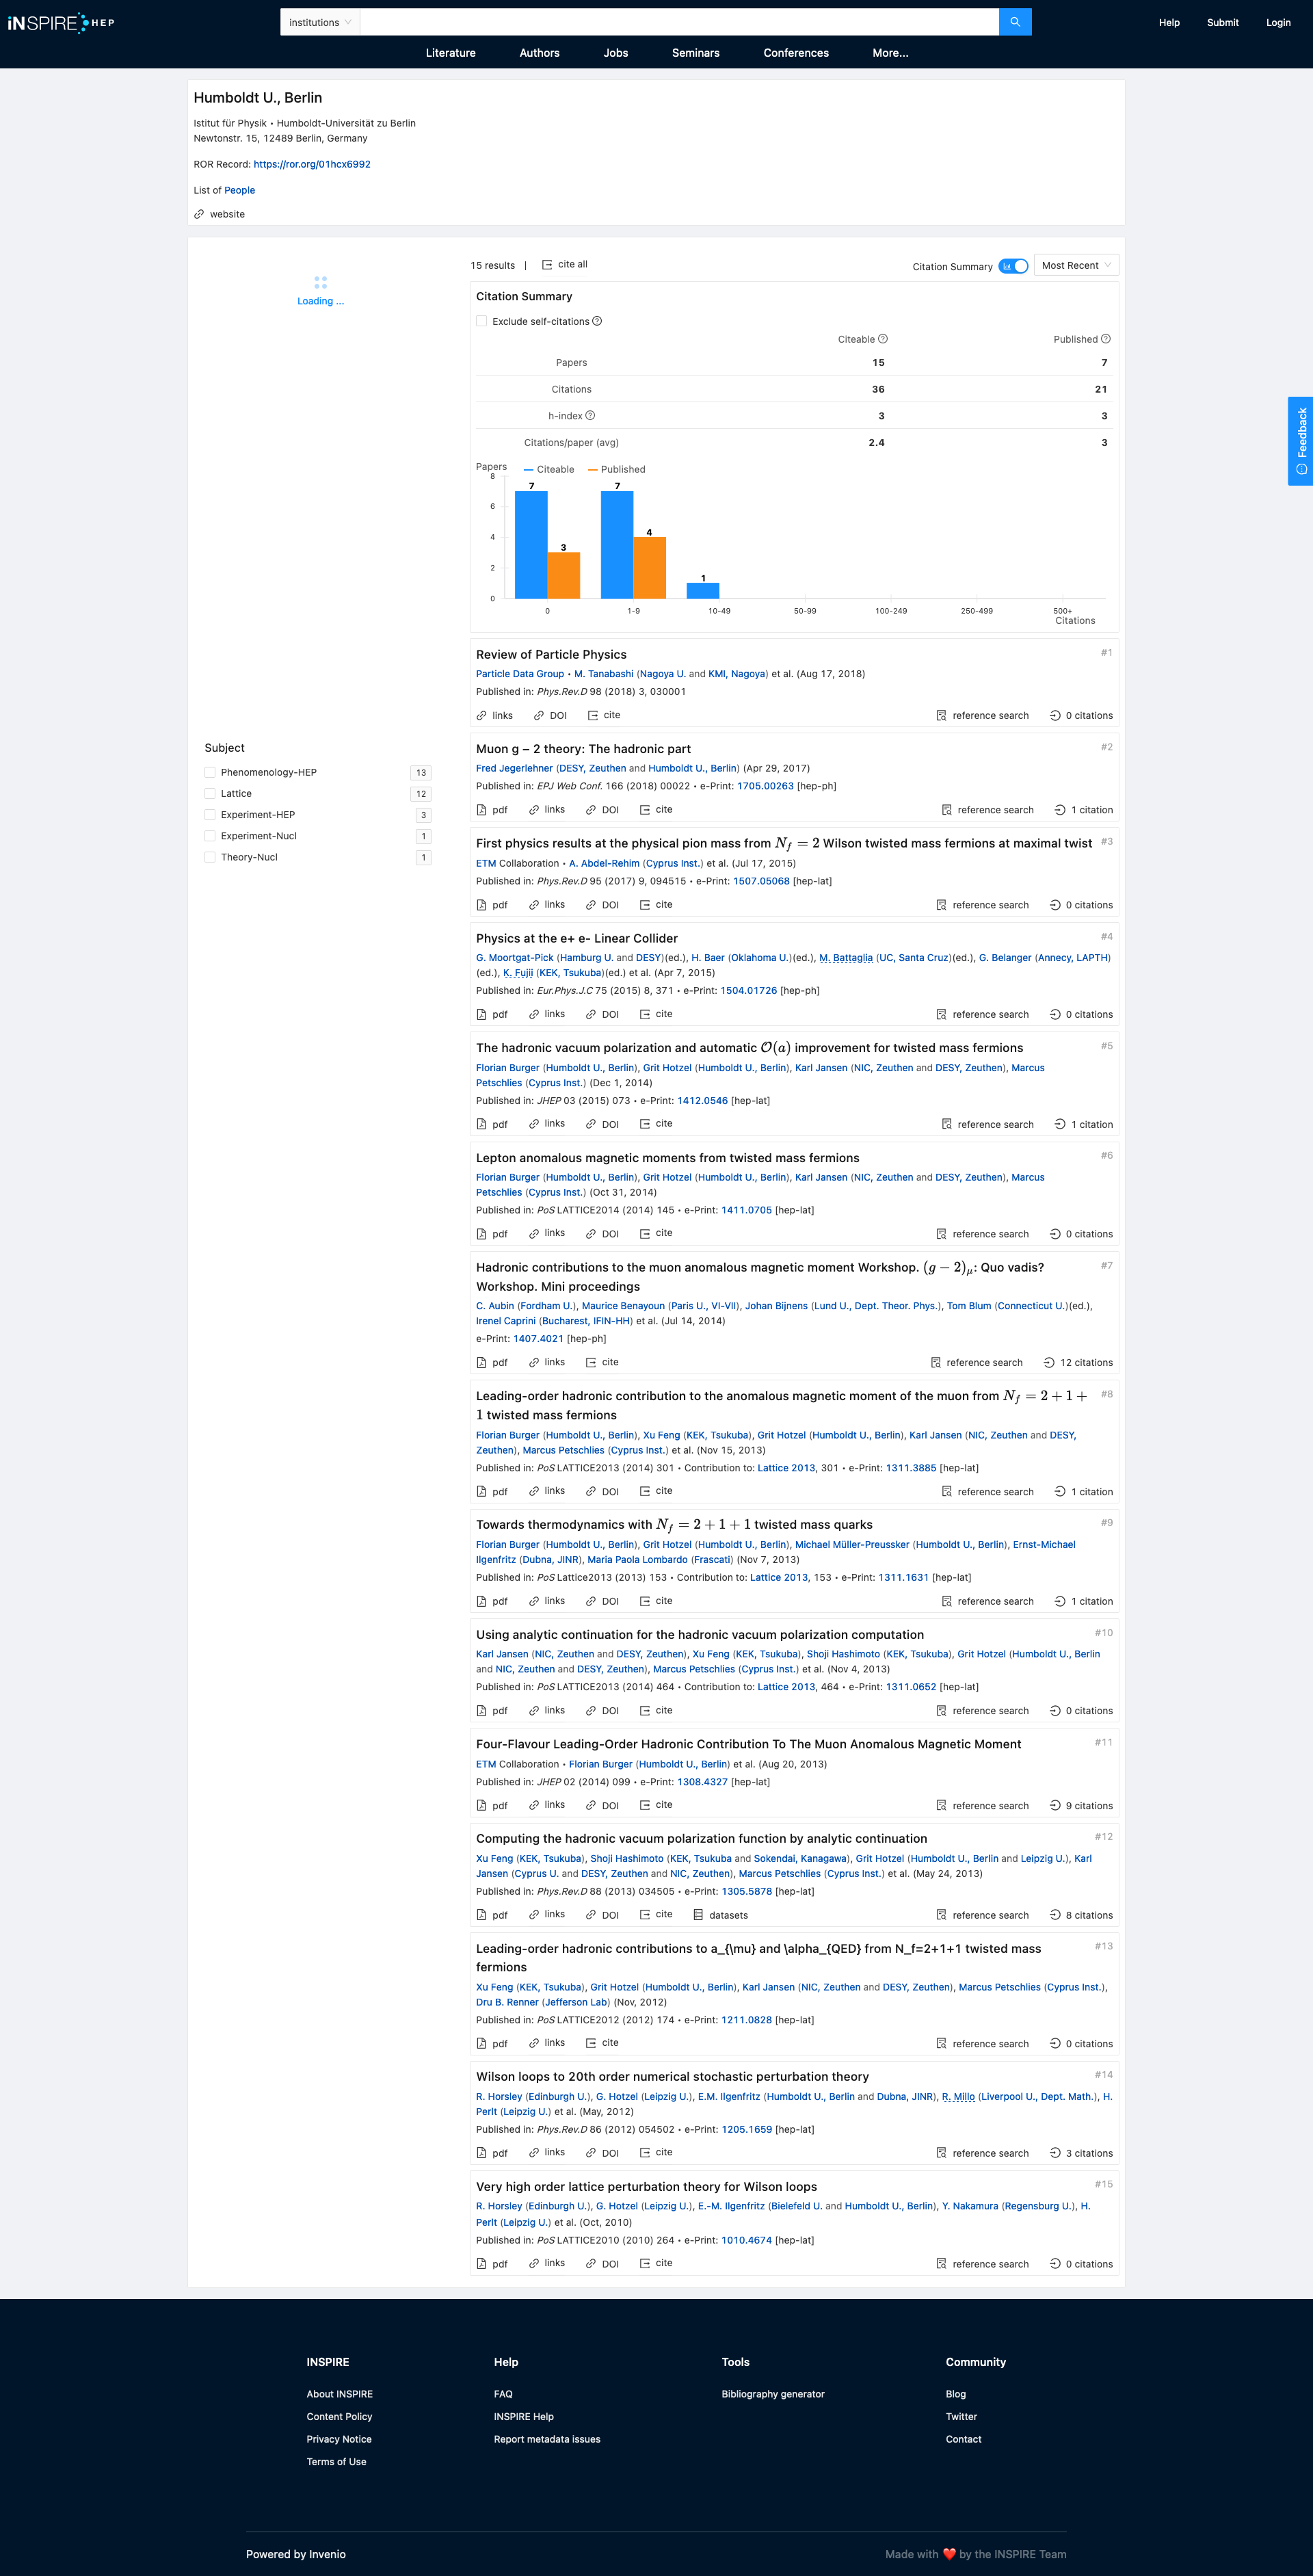 iNSPIRE HEP
institutions
Help
Submit
Login
Literature
Authors
Jobs
Seminars
Conferences
More...
Humboldt U., Berlin
Istitut für Physik • Humboldt-Universität zu Berlin
Newtonstr. 15, 12489 Berlin, Germany
ROR Record: https://ror.org/01hcx6992
List of People
website
Loading ...
Subject
Phenomenology-HEP 13
Lattice 12
Experiment-HEP 3
Experiment-Nucl 1
Theory-Nucl 1
15 results | cite all
Citation Summary
Most Recent
Citation Summary
Exclude self-citations
Citeable Published
Papers 15 7
Citations 36 21
h-index 3 3
Citations/paper (avg) 2.4 3
Papers
Citeable Published
8
6
4
2
0
7 3 7 4 1
0 1-9 10-49 50-99 100-249 250-499 500+
Citations
Feedback
Review of Particle Physics #1
Particle Data Group • M. Tanabashi (Nagoya U. and KMI, Nagoya) et al. (Aug 17, 2018)
Published in: Phys.Rev.D 98 (2018) 3, 030001
links DOI cite reference search 0 citations
Muon g – 2 theory: The hadronic part #2
Fred Jegerlehner (DESY, Zeuthen and Humboldt U., Berlin) (Apr 29, 2017)
Published in: EPJ Web Conf. 166 (2018) 00022 • e-Print: 1705.00263 [hep-ph]
pdf links DOI cite reference search 1 citation
First physics results at the physical pion mass from N_f = 2 Wilson twisted mass fermions at maximal twist #3
ETM Collaboration • A. Abdel-Rehim (Cyprus Inst.) et al. (Jul 17, 2015)
Published in: Phys.Rev.D 95 (2017) 9, 094515 • e-Print: 1507.05068 [hep-lat]
pdf links DOI cite reference search 0 citations
Physics at the e+ e- Linear Collider #4
G. Moortgat-Pick (Hamburg U. and DESY)(ed.), H. Baer (Oklahoma U.)(ed.), M. Battaglia (UC, Santa Cruz)(ed.), G. Belanger (Annecy, LAPTH)
(ed.), K. Fujii (KEK, Tsukuba)(ed.) et al. (Apr 7, 2015)
Published in: Eur.Phys.J.C 75 (2015) 8, 371 • e-Print: 1504.01726 [hep-ph]
pdf links DOI cite reference search 0 citations
The hadronic vacuum polarization and automatic O(a) improvement for twisted mass fermions #5
Florian Burger (Humboldt U., Berlin), Grit Hotzel (Humboldt U., Berlin), Karl Jansen (NIC, Zeuthen and DESY, Zeuthen), Marcus
Petschlies (Cyprus Inst.) (Dec 1, 2014)
Published in: JHEP 03 (2015) 073 • e-Print: 1412.0546 [hep-lat]
pdf links DOI cite reference search 1 citation
Lepton anomalous magnetic moments from twisted mass fermions #6
Florian Burger (Humboldt U., Berlin), Grit Hotzel (Humboldt U., Berlin), Karl Jansen (NIC, Zeuthen and DESY, Zeuthen), Marcus
Petschlies (Cyprus Inst.) (Oct 31, 2014)
Published in: PoS LATTICE2014 (2014) 145 • e-Print: 1411.0705 [hep-lat]
pdf links DOI cite reference search 0 citations
Hadronic contributions to the muon anomalous magnetic moment Workshop. (g − 2)_μ: Quo vadis? #7
Workshop. Mini proceedings
C. Aubin (Fordham U.), Maurice Benayoun (Paris U., VI-VII), Johan Bijnens (Lund U., Dept. Theor. Phys.), Tom Blum (Connecticut U.)(ed.),
Irenel Caprini (Bucharest, IFIN-HH) et al. (Jul 14, 2014)
e-Print: 1407.4021 [hep-ph]
pdf links cite reference search 12 citations
Leading-order hadronic contribution to the anomalous magnetic moment of the muon from N_f = 2 + 1 + #8
1 twisted mass fermions
Florian Burger (Humboldt U., Berlin), Xu Feng (KEK, Tsukuba), Grit Hotzel (Humboldt U., Berlin), Karl Jansen (NIC, Zeuthen and DESY,
Zeuthen), Marcus Petschlies (Cyprus Inst.) et al. (Nov 15, 2013)
Published in: PoS LATTICE2013 (2014) 301 • Contribution to: Lattice 2013, 301 • e-Print: 1311.3885 [hep-lat]
pdf links DOI cite reference search 1 citation
Towards thermodynamics with N_f = 2 + 1 + 1 twisted mass quarks #9
Florian Burger (Humboldt U., Berlin), Grit Hotzel (Humboldt U., Berlin), Michael Müller-Preussker (Humboldt U., Berlin), Ernst-Michael
Ilgenfritz (Dubna, JINR), Maria Paola Lombardo (Frascati) (Nov 7, 2013)
Published in: PoS Lattice2013 (2013) 153 • Contribution to: Lattice 2013, 153 • e-Print: 1311.1631 [hep-lat]
pdf links DOI cite reference search 1 citation
Using analytic continuation for the hadronic vacuum polarization computation #10
Karl Jansen (NIC, Zeuthen and DESY, Zeuthen), Xu Feng (KEK, Tsukuba), Shoji Hashimoto (KEK, Tsukuba), Grit Hotzel (Humboldt U., Berlin
and NIC, Zeuthen and DESY, Zeuthen), Marcus Petschlies (Cyprus Inst.) et al. (Nov 4, 2013)
Published in: PoS LATTICE2013 (2014) 464 • Contribution to: Lattice 2013, 464 • e-Print: 1311.0652 [hep-lat]
pdf links DOI cite reference search 0 citations
Four-Flavour Leading-Order Hadronic Contribution To The Muon Anomalous Magnetic Moment #11
ETM Collaboration • Florian Burger (Humboldt U., Berlin) et al. (Aug 20, 2013)
Published in: JHEP 02 (2014) 099 • e-Print: 1308.4327 [hep-lat]
pdf links DOI cite reference search 9 citations
Computing the hadronic vacuum polarization function by analytic continuation #12
Xu Feng (KEK, Tsukuba), Shoji Hashimoto (KEK, Tsukuba and Sokendai, Kanagawa), Grit Hotzel (Humboldt U., Berlin and Leipzig U.), Karl
Jansen (Cyprus U. and DESY, Zeuthen and NIC, Zeuthen), Marcus Petschlies (Cyprus Inst.) et al. (May 24, 2013)
Published in: Phys.Rev.D 88 (2013) 034505 • e-Print: 1305.5878 [hep-lat]
pdf links DOI cite datasets reference search 8 citations
Leading-order hadronic contributions to a_{\mu} and \alpha_{QED} from N_f=2+1+1 twisted mass #13
fermions
Xu Feng (KEK, Tsukuba), Grit Hotzel (Humboldt U., Berlin), Karl Jansen (NIC, Zeuthen and DESY, Zeuthen), Marcus Petschlies (Cyprus Inst.),
Dru B. Renner (Jefferson Lab) (Nov, 2012)
Published in: PoS LATTICE2012 (2012) 174 • e-Print: 1211.0828 [hep-lat]
pdf links cite reference search 0 citations
Wilson loops to 20th order numerical stochastic perturbation theory #14
R. Horsley (Edinburgh U.), G. Hotzel (Leipzig U.), E.M. Ilgenfritz (Humboldt U., Berlin and Dubna, JINR), R. Millo (Liverpool U., Dept. Math.), H.
Perlt (Leipzig U.) et al. (May, 2012)
Published in: Phys.Rev.D 86 (2012) 054502 • e-Print: 1205.1659 [hep-lat]
pdf links DOI cite reference search 3 citations
Very high order lattice perturbation theory for Wilson loops #15
R. Horsley (Edinburgh U.), G. Hotzel (Leipzig U.), E.-M. Ilgenfritz (Bielefeld U. and Humboldt U., Berlin), Y. Nakamura (Regensburg U.), H.
Perlt (Leipzig U.) et al. (Oct, 2010)
Published in: PoS LATTICE2010 (2010) 264 • e-Print: 1010.4674 [hep-lat]
pdf links DOI cite reference search 0 citations
INSPIRE
About INSPIRE
Content Policy
Privacy Notice
Terms of Use
Help
FAQ
INSPIRE Help
Report metadata issues
Tools
Bibliography generator
Community
Blog
Twitter
Contact
Powered by Invenio
Made with ❤️ by the INSPIRE Team